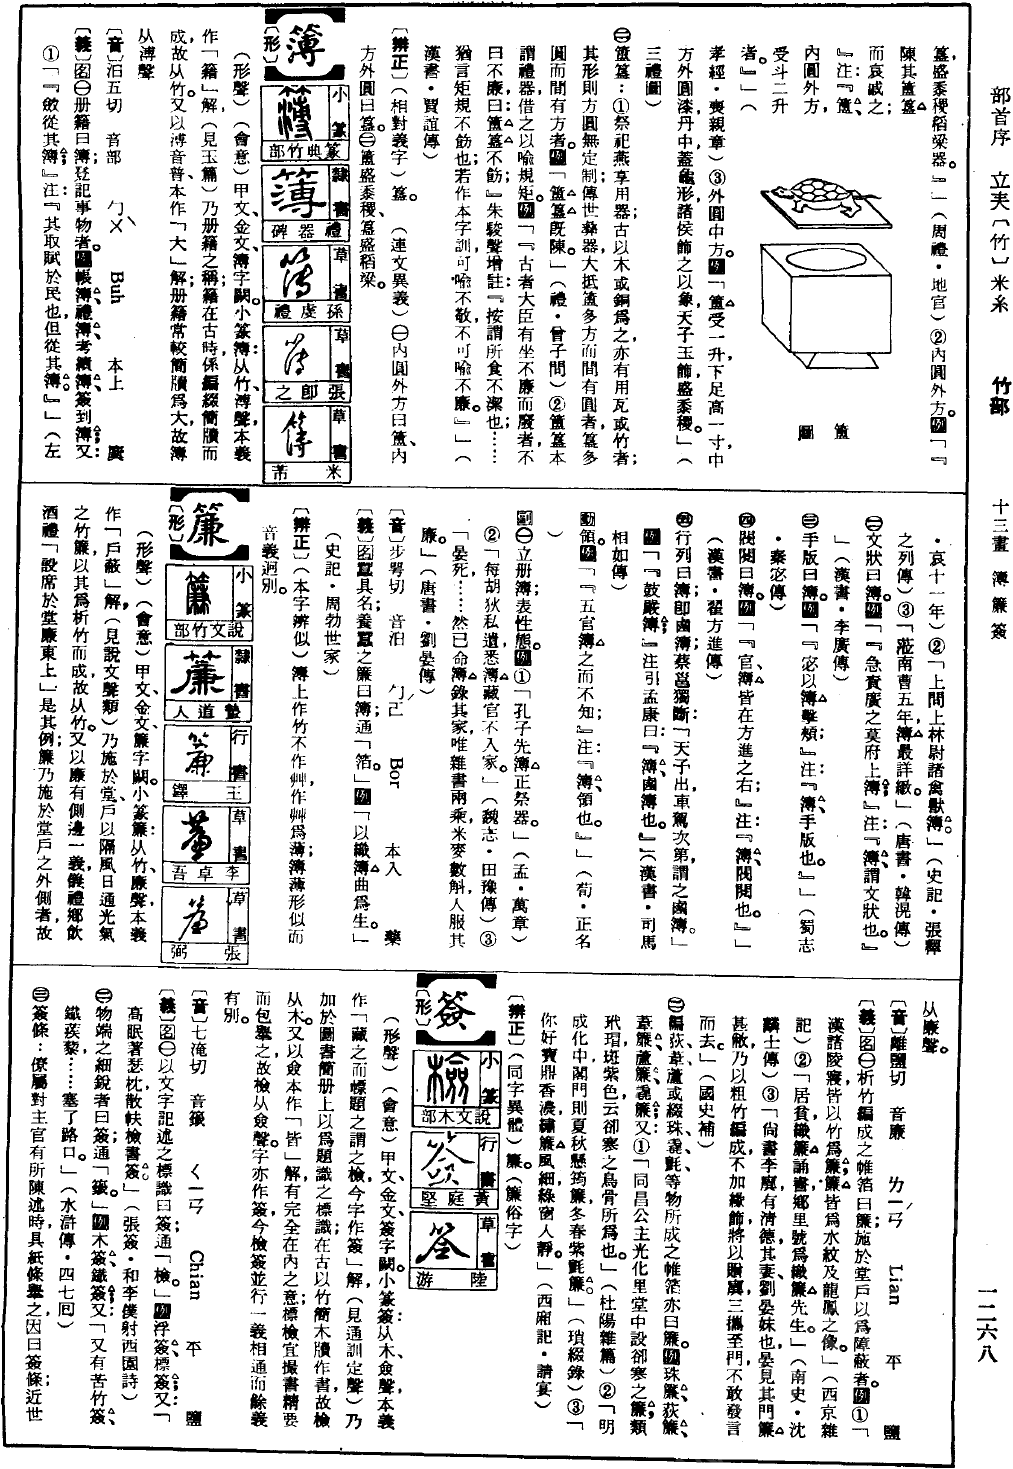 部首序 立夫〔竹〕米糸 竹部 十三畫 簿 簾 簽 一二六八
簋，盛黍稷稻粱器。』」（周禮・地官）②內圓外方。例「『
陳其簠簋
而哀慼之
』注：『簠、
內圓外方，
受斗二升
者。』」（
孝經・喪親章）③外圓中方。例「簠受一升，下足高一寸，中
方外圓，漆，丹中，蓋龜形，諸侯飾之以象，天子玉飾，盛黍稷。」（
三禮圖）
簠圖
㊂簠簋：①祭祀燕享用器；古以木或銅爲之，亦有用瓦或竹者；
其形則方圓無定制；傳世彝器，大抵簠多方而間有圓者，簋多
圓而間有方者。例「簠簋既陳」（禮・曾子問）②簠簋本
謂禮器，借之以喻規矩。例「『古者大臣有坐不廉而廢者，不
曰不廉，曰簠簋不飭』朱駿聲增註：『按謂所食不潔也……
猶言矩規不飭也；若作本字訓，可喻不敬，不可喻不廉。』」（
漢書・賈誼傳）
〔辨正〕（相對義字）簋。（連文異義）㊀內圓外方曰簠，內
方外圓曰簋。㊁簠盛黍稷，簋盛稻粱。
簿
〔形〕
小篆 篆典竹部
隸書 禮器碑
草書 孫虔禮
草書 張卽之
草書 米芾
（形聲）（會意）甲文、金文、簿字闕。小篆簿：从竹，溥聲，本義
作「籍」解（見玉篇）乃册籍之稱；籍在古時係編綴簡牘而
成，故从竹。又以溥音普，本作「大」解；册籍常較簡牘爲大，故簿
从溥聲。
〔音〕汨五切 音部 ㄅㄨˋ Buh 本上 麌
〔義〕名㊀册籍曰簿；登記事物者。例帳簿、禮簿、考績簿、簽到簿；又
①「『斂從其簿』注：『其取賦於民也，但從其簿。』」（左
・哀十一年）②「上問上林尉諸禽獸簿。」（史記・張釋
之列傳）③「蒞南曹五年，簿最詳緻。」（唐書・韓滉傳）
㊁文狀曰簿。例「『急責廣之莫府上簿』注：『簿，謂文狀也。』
」（漢書・李廣傳）
㊂手版曰簿。例「『宓以簿擊頰』注：『簿，手版也。』」（蜀志
・秦宓傳）
㊃閥閱曰簿。例「『官、簿皆在方進之右』注：『簿、閥閱也。』」
（漢書・翟方進傳）
㊄行列曰簿；卽鹵簿；蔡邕獨斷：「天子出車駕次第謂之鹵簿。」
例「『鼓嚴簿』注引孟康曰：『簿，鹵簿也。』」（漢書・司馬
相如傳）
動領。例「『五官簿之而不知』注：『簿，領也。』」（荀・正名
）
副㊀立册簿；表性態。例①「孔子先簿正祭器。」（孟・萬章）
②「每胡狄私遺，悉簿藏官，不入家。」（魏志・田豫傳）③
「晏死……然已命簿錄其家，唯雜書兩乘，米麥數斛，人服其
廉。」（唐書・劉晏傳）
〔音〕步咢切 音泊 ㄅㄛˊ Bor 本入 藥
〔義〕名蠶具名；養蠶之簾曰簿；通「箔」。例「以織簿曲爲生。」
（史記・周勃世家）
〔辨正〕（本字辨似）簿上作竹不作艸，作艸爲薄；簿薄形似而
音義迥別。
簾
〔形〕
小篆 說文竹部
隸書 蟄道人
行書 王鐸
草書 李卓吾
草書 張弼
（形聲）（會意）甲文、金文、簾字闕。小篆簾：从竹，廉聲，本義
作「戶蔽」解，（見說文聲類）乃施於堂、戶以隔風日通光氣
之竹簾，以其爲析竹而成，故从竹。又以廉有側邊一義，儀禮鄉飲
酒禮「設席於堂廉東上」，是其例；簾乃施於堂戶之外側者，故
从廉聲。
〔音〕離鹽切 音廉 ㄌㄧㄢˊ Lian 平 鹽
〔義〕名㊀析竹編成之帷箔曰簾；施於堂戶以爲障蔽者。例①「
漢諸陵寢，皆以竹爲簾，簾皆爲水紋及龍鳳之像。」（西京雜
記）②「居貧織簾誦書，鄉里號爲織簾先生。」（南史・沈
麟士傳）③「尙書李廙有淸德，其妻，劉晏妹也；晏見其門簾
甚敝，乃以粗竹編成，不加緣飾，將以贈廙，三攜至門，不敢發言
而去。」（國史補）
㊁編荻、葦、蘆或綴珠、毳、氈等物所成之帷箔亦曰簾。例珠簾、荻簾、
葦簾、蘆簾、毳簾；又①「同昌公主光化里堂中設卻寒之簾，類
玳瑁斑，紫色，云卻寒之鳥骨所爲也。」（杜陽雜篇）②「明
成化中，閣門則夏秋懸筠簾，冬春紫氈簾。」（瑣綴錄）③「
你好寶鼎香濃，繡簾風細，綠窗人靜。」（西廂記・請宴）
〔辨正〕（同字異體）簾。（簾俗字）
簽
〔形〕
小篆 說文木部
行書 黃庭堅
草書 陸游
（形聲）（會意）甲文、金文、簽字闕。小篆簽：从木，僉聲，本義
作「藏之而幖題之謂之檢，今字作簽」解，（見通訓定聲）乃
加於圖書簡册上以爲題識之標識，在古以竹簡木牘作書，故檢
从木。又以僉本作「皆」解，有完全在內之意，標檢宜撮書精要
而包舉之，故檢从僉聲。字亦作簽，今檢簽並行，一義相通而餘義
有別。
〔音〕七淹切 音籤 ㄑㄧㄢ Chian 平 鹽
〔義〕名㊀以文字記述之標識曰簽；通「檢」。例浮簽、標簽；又「
高眠著琴枕，散帙檢書簽。」（張簽・和李僕射西園詩）
㊁物端之細銳者曰簽；通「籤」。例木簽、鐵簽；又「又有苦竹簽、
鐵蒺藜……塞了路口。」（水滸傳・四七囘）
㊂簽條：僚屬對主官有所陳述時，具紙條舉之，因曰簽條；近世